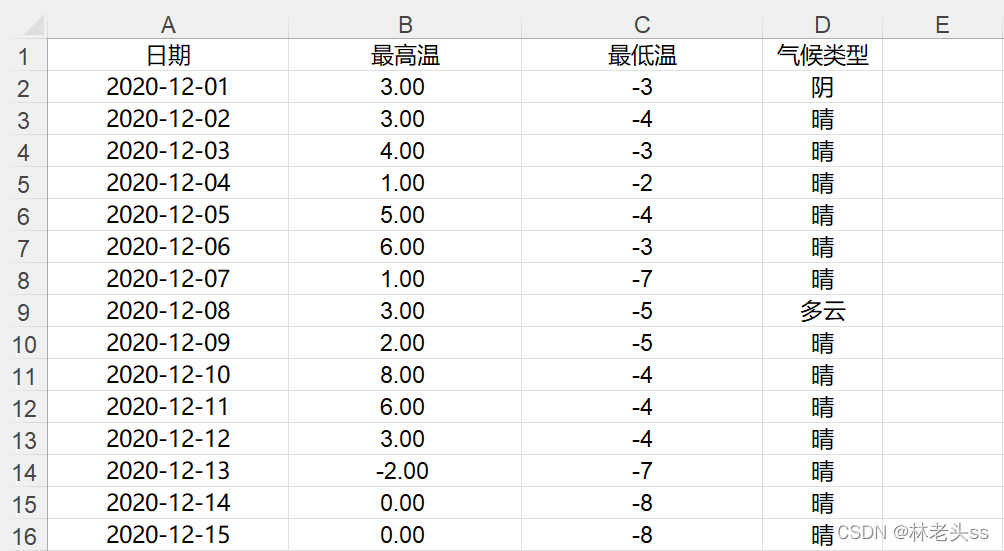 A B C D E
1 日期 最高温 最低温 气候类型
2 2020-12-01 3.00 -3 阴
3 2020-12-02 3.00 -4 晴
4 2020-12-03 4.00 -3 晴
5 2020-12-04 1.00 -2 晴
6 2020-12-05 5.00 -4 晴
7 2020-12-06 6.00 -3 晴
8 2020-12-07 1.00 -7 晴
9 2020-12-08 3.00 -5 多云
10 2020-12-09 2.00 -5 晴
11 2020-12-10 8.00 -4 晴
12 2020-12-11 6.00 -4 晴
13 2020-12-12 3.00 -4 晴
14 2020-12-13 -2.00 -7 晴
15 2020-12-14 0.00 -8 晴
16 2020-12-15 0.00 -8 晴
CSDN @林老头ss